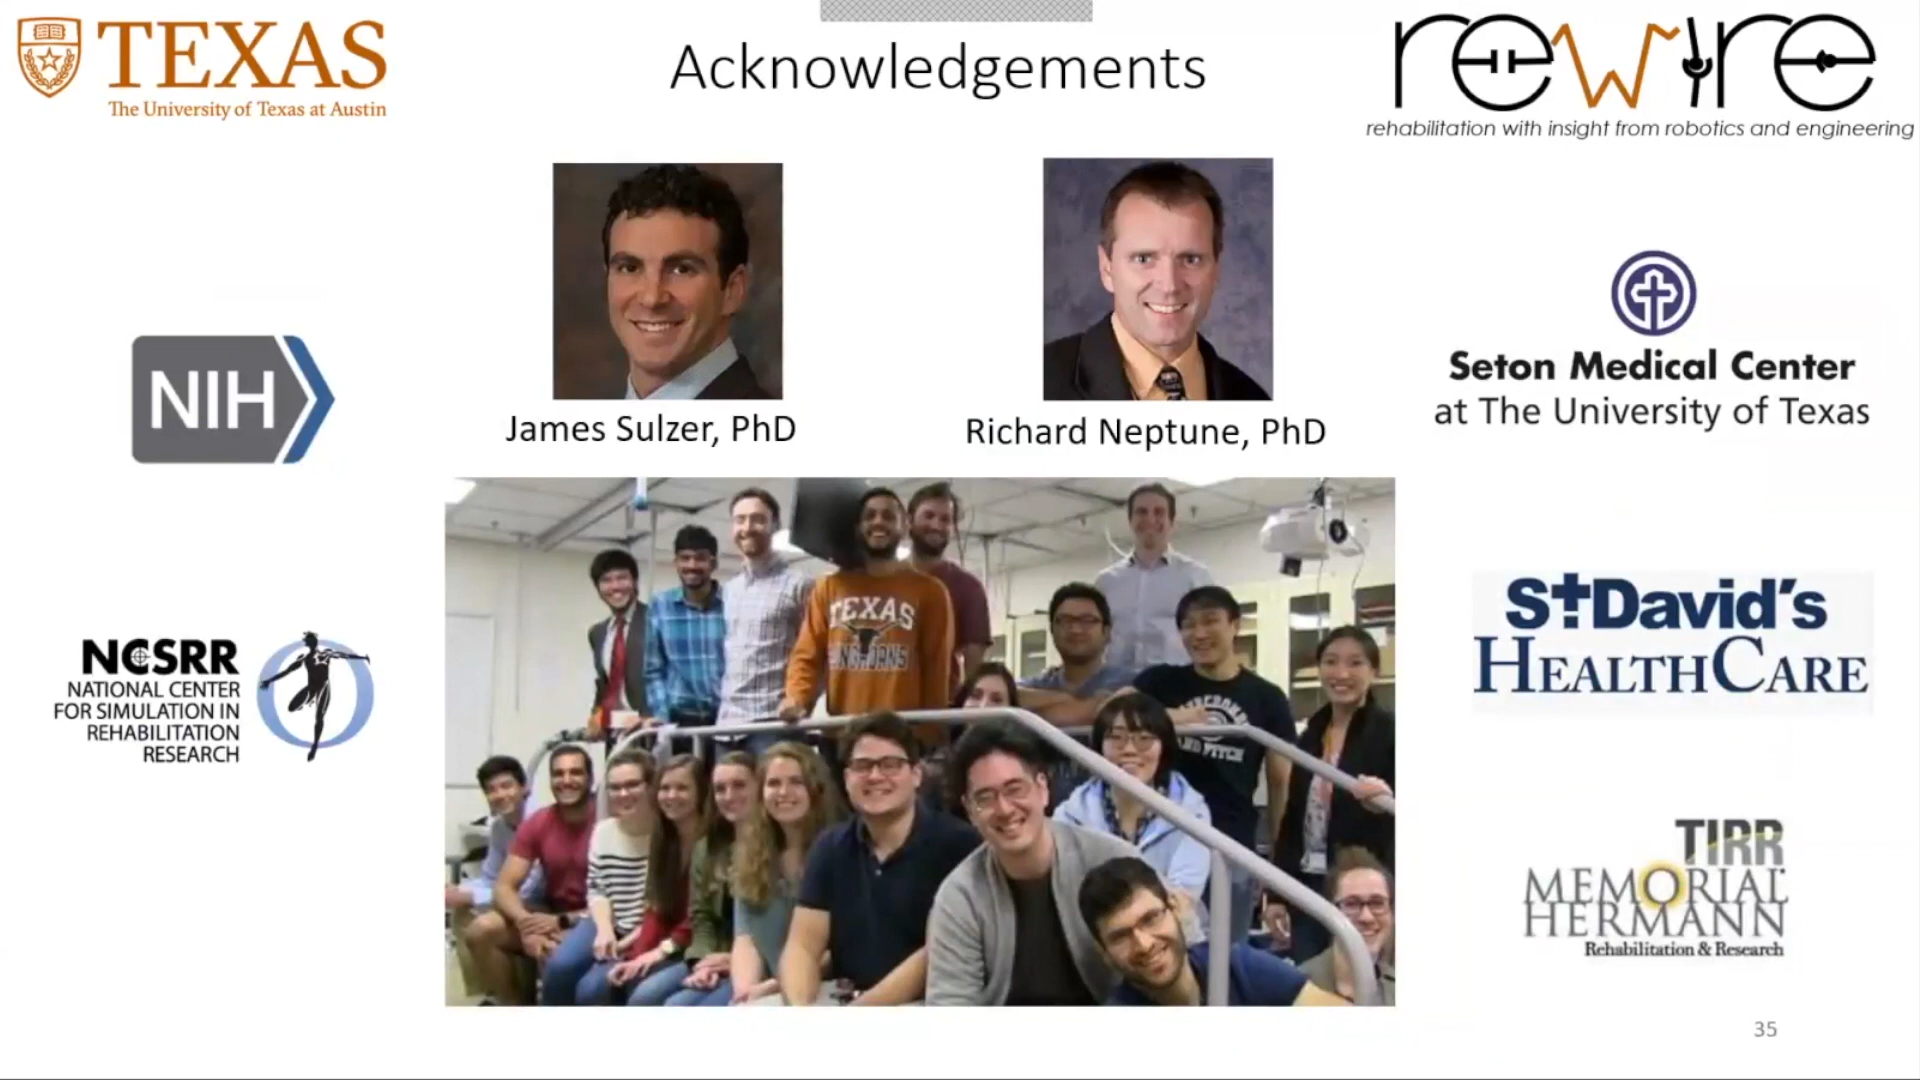 TEXAS
The University of Texas at Austin
Acknowledgements
rewire
rehabilitation with insight from robotics and engineering
James Sulzer, PhD
Richard Neptune, PhD
NIH
Seton Medical Center
at The University of Texas
NCSRR
NATIONAL CENTER
FOR SIMULATION IN
REHABILITATION
RESEARCH
TEXAS
LONGHORNS
St David's
HEALTHCARE
TIRR
MEMORIAL
HERMANN
Rehabilitation & Research
35